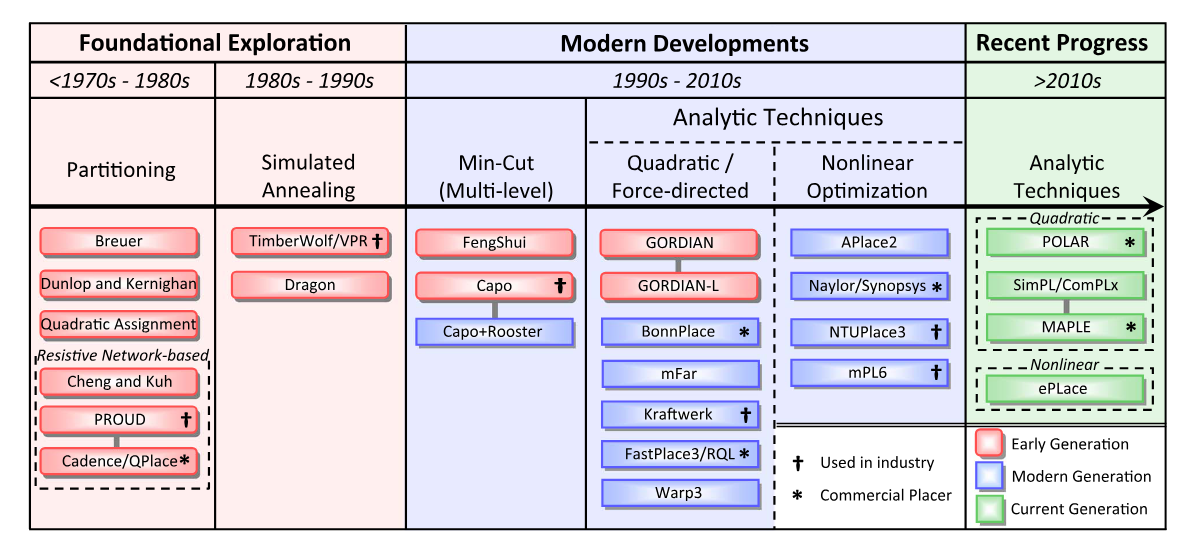 Foundational Exploration
Modern Developments
Recent Progress
<1970s - 1980s
1980s - 1990s
1990s - 2010s
>2010s
Partitioning
Simulated
Annealing
Min-Cut
(Multi-level)
Analytic Techniques
Quadratic /
Force-directed
Nonlinear
Optimization
Analytic
Techniques
Breuer
Dunlop and Kernighan
Quadratic Assignment
Resistive Network-based
Cheng and Kuh
PROUD †
Cadence/QPlace *
TimberWolf/VPR †
Dragon
FengShui
Capo †
Capo+Rooster
GORDIAN
GORDIAN-L
BonnPlace *
mFar
Kraftwerk †
FastPlace3/RQL *
Warp3
APlace2
Naylor/Synopsys *
NTUPlace3 †
mPL6 †
Quadratic
POLAR *
SimPL/ComPLx
MAPLE *
Nonlinear
ePLace
† Used in industry
* Commercial Placer
Early Generation
Modern Generation
Current Generation